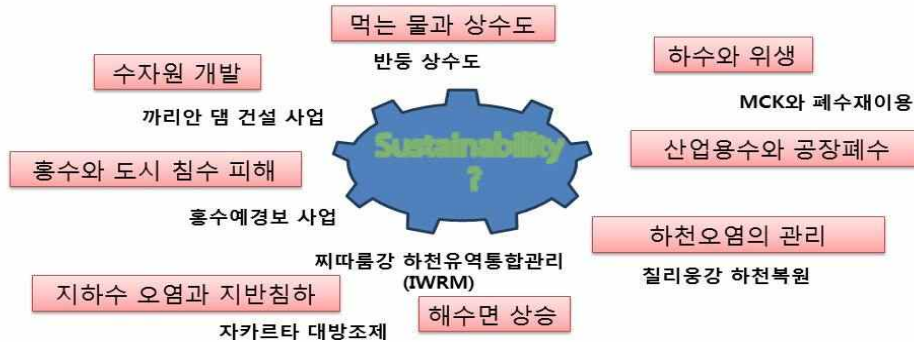 먹는 물과 상수도
반둥 상수도
하수와 위생
MCK와 폐수재이용
수자원 개발
까리안 댐 건설 사업
Sustainability
?
산업용수와 공장폐수
홍수와 도시 침수 피해
홍수예경보 사업
하천오염의 관리
칠리웅강 하천복원
찌따룸강 하천유역통합관리
(IWRM)
지하수 오염과 지반침하
자카르타 대방조제
해수면 상승